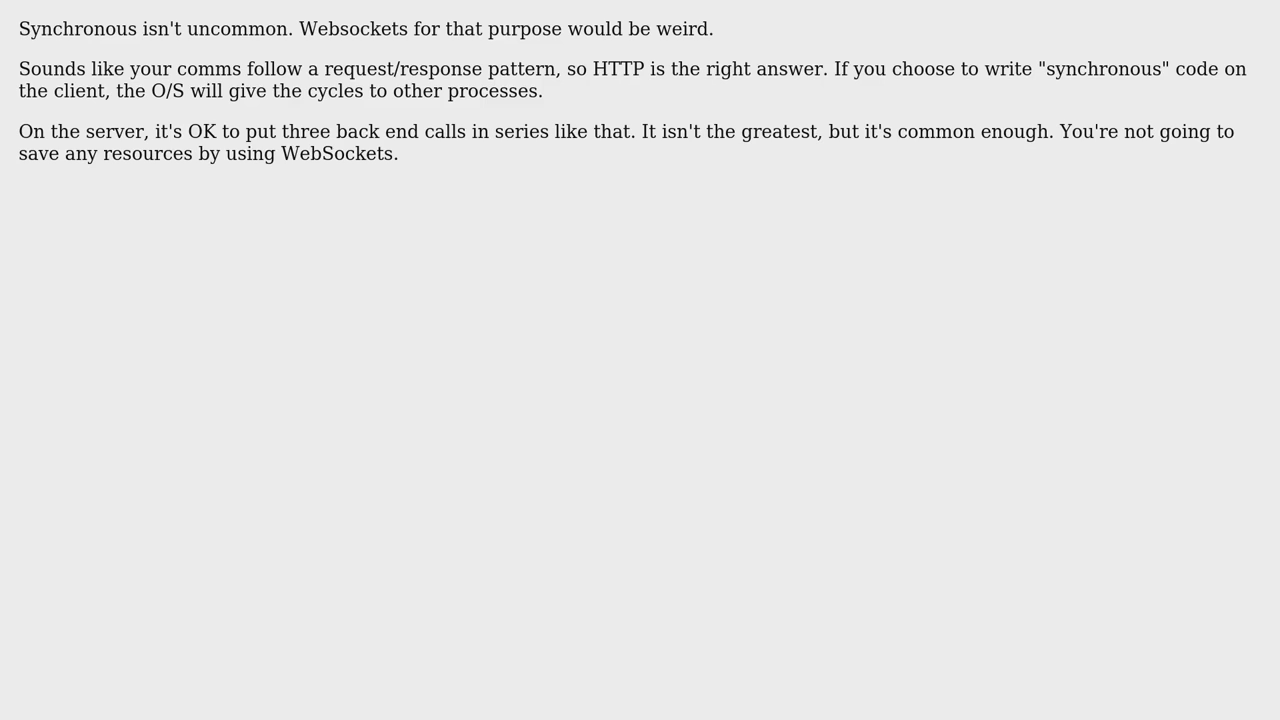 Synchronous isn't uncommon. Websockets for that purpose would be weird.
Sounds like your comms follow a request/response pattern, so HTTP is the right answer. If you choose to write "synchronous" code on
the client, the O/S will give the cycles to other processes.
On the server, it's OK to put three back end calls in series like that. It isn't the greatest, but it's common enough. You're not going to
save any resources by using WebSockets.